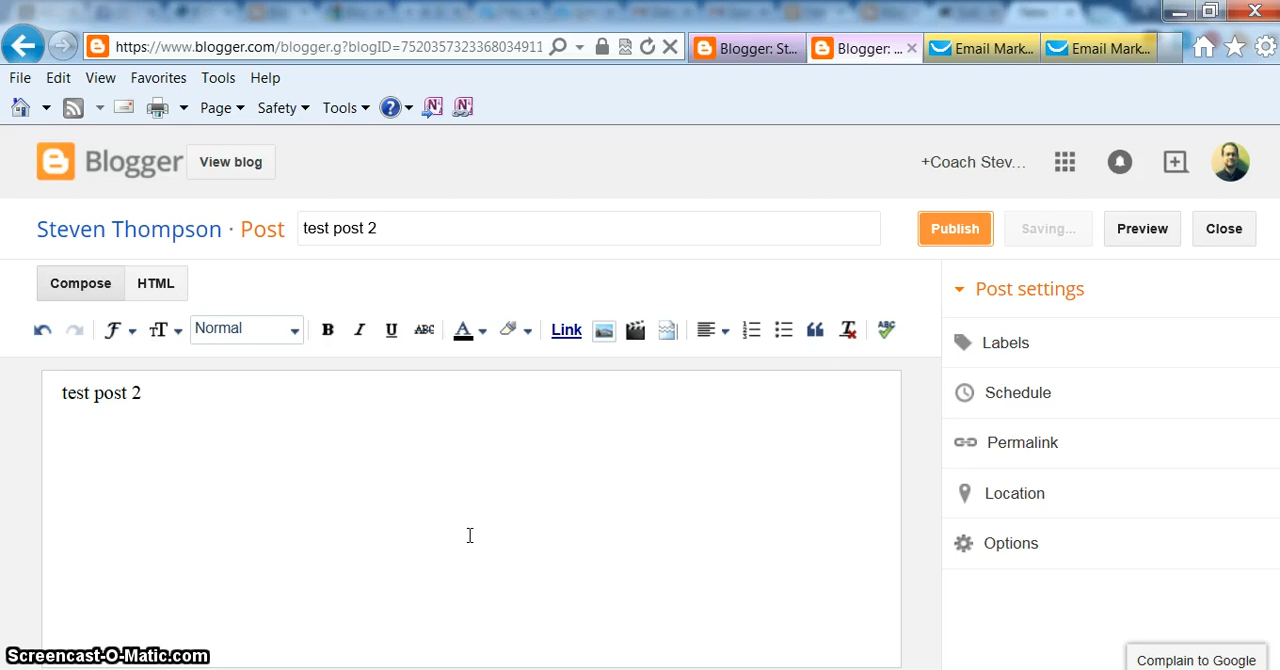 https://www.blogger.com/blogger.g?blogID=7520357323368034911
Blogger: St...
Blogger: ...
Email Mark...
Email Mark...
File Edit View Favorites Tools Help
Page Safety Tools
Blogger View blog
+Coach Stev...
Steven Thompson · Post test post 2 Publish Saving... Preview Close
Compose HTML
Post settings
Normal B I U ABC A Link ABC
Labels
test post 2
Schedule
Permalink
Location
Options
Screencast-O-Matic.com
Complain to Google